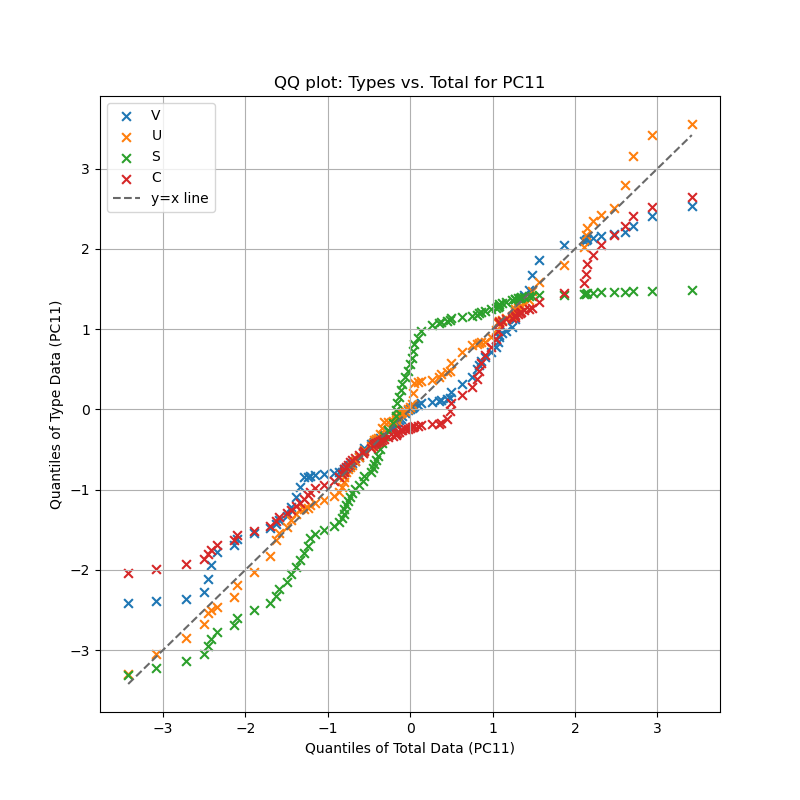 QQ plot: Types vs. Total for PC11
V
U
S
C
y=x line
Quantiles of Type Data (PC11)
3
2
1
0
−1
−2
−3
−3
−2
−1
0
1
2
3
Quantiles of Total Data (PC11)